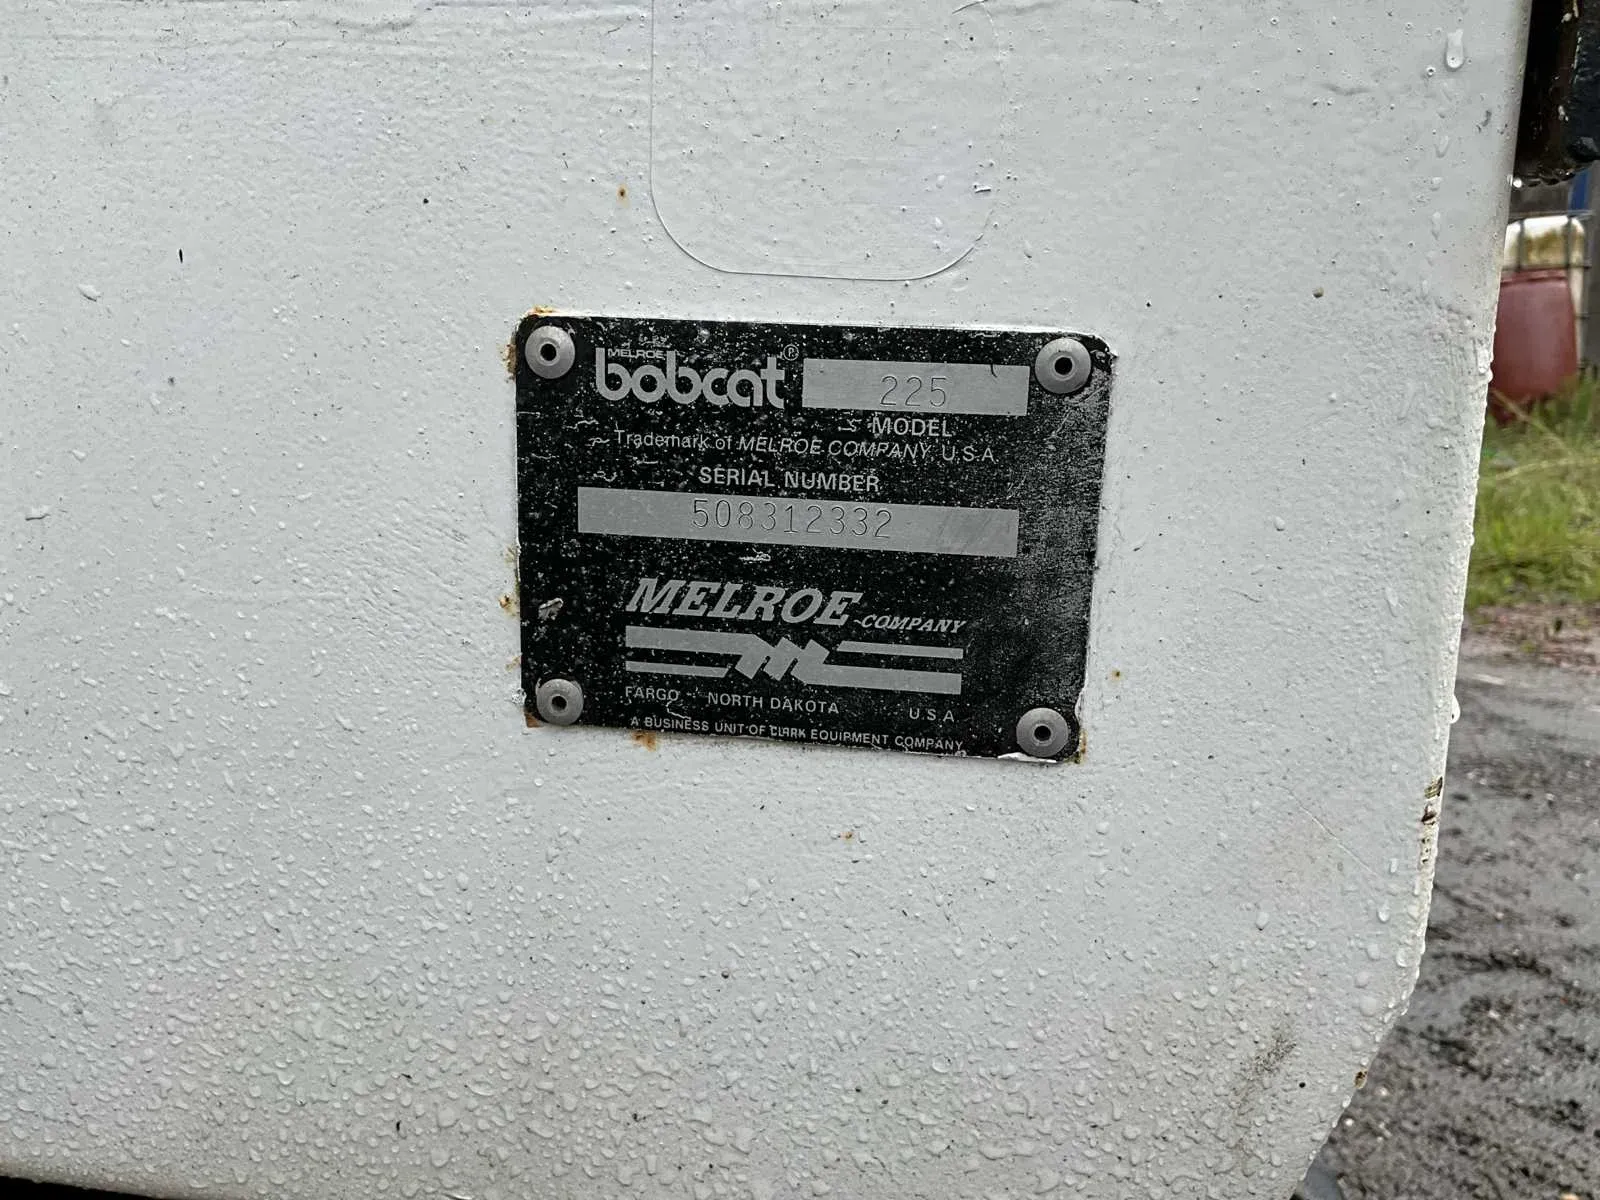 MELROE
bobcat® 225
MODEL
Trademark of MELROE COMPANY U.S.A.
SERIAL NUMBER
508312332
MELROE COMPANY
FARGO NORTH DAKOTA U S A
A BUSINESS UNIT OF CLARK EQUIPMENT COMPANY